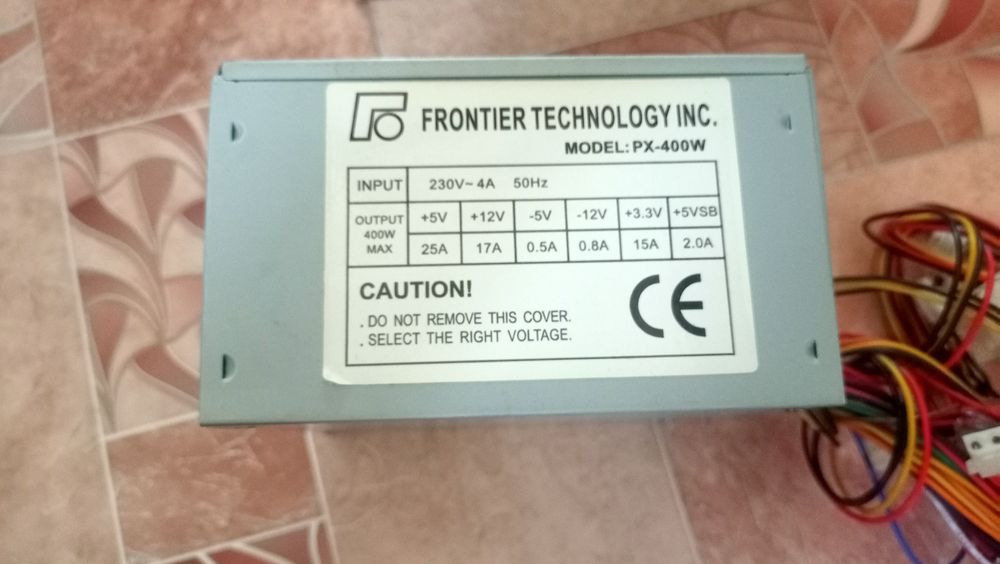 FRONTIER TECHNOLOGY INC.
MODEL: PX-400W
INPUT 230V~ 4A 50Hz
OUTPUT 400W MAX +5V +12V -5V -12V +3.3V +5VSB
25A 17A 0.5A 0.8A 15A 2.0A
CAUTION!
. DO NOT REMOVE THIS COVER.
. SELECT THE RIGHT VOLTAGE.
CE